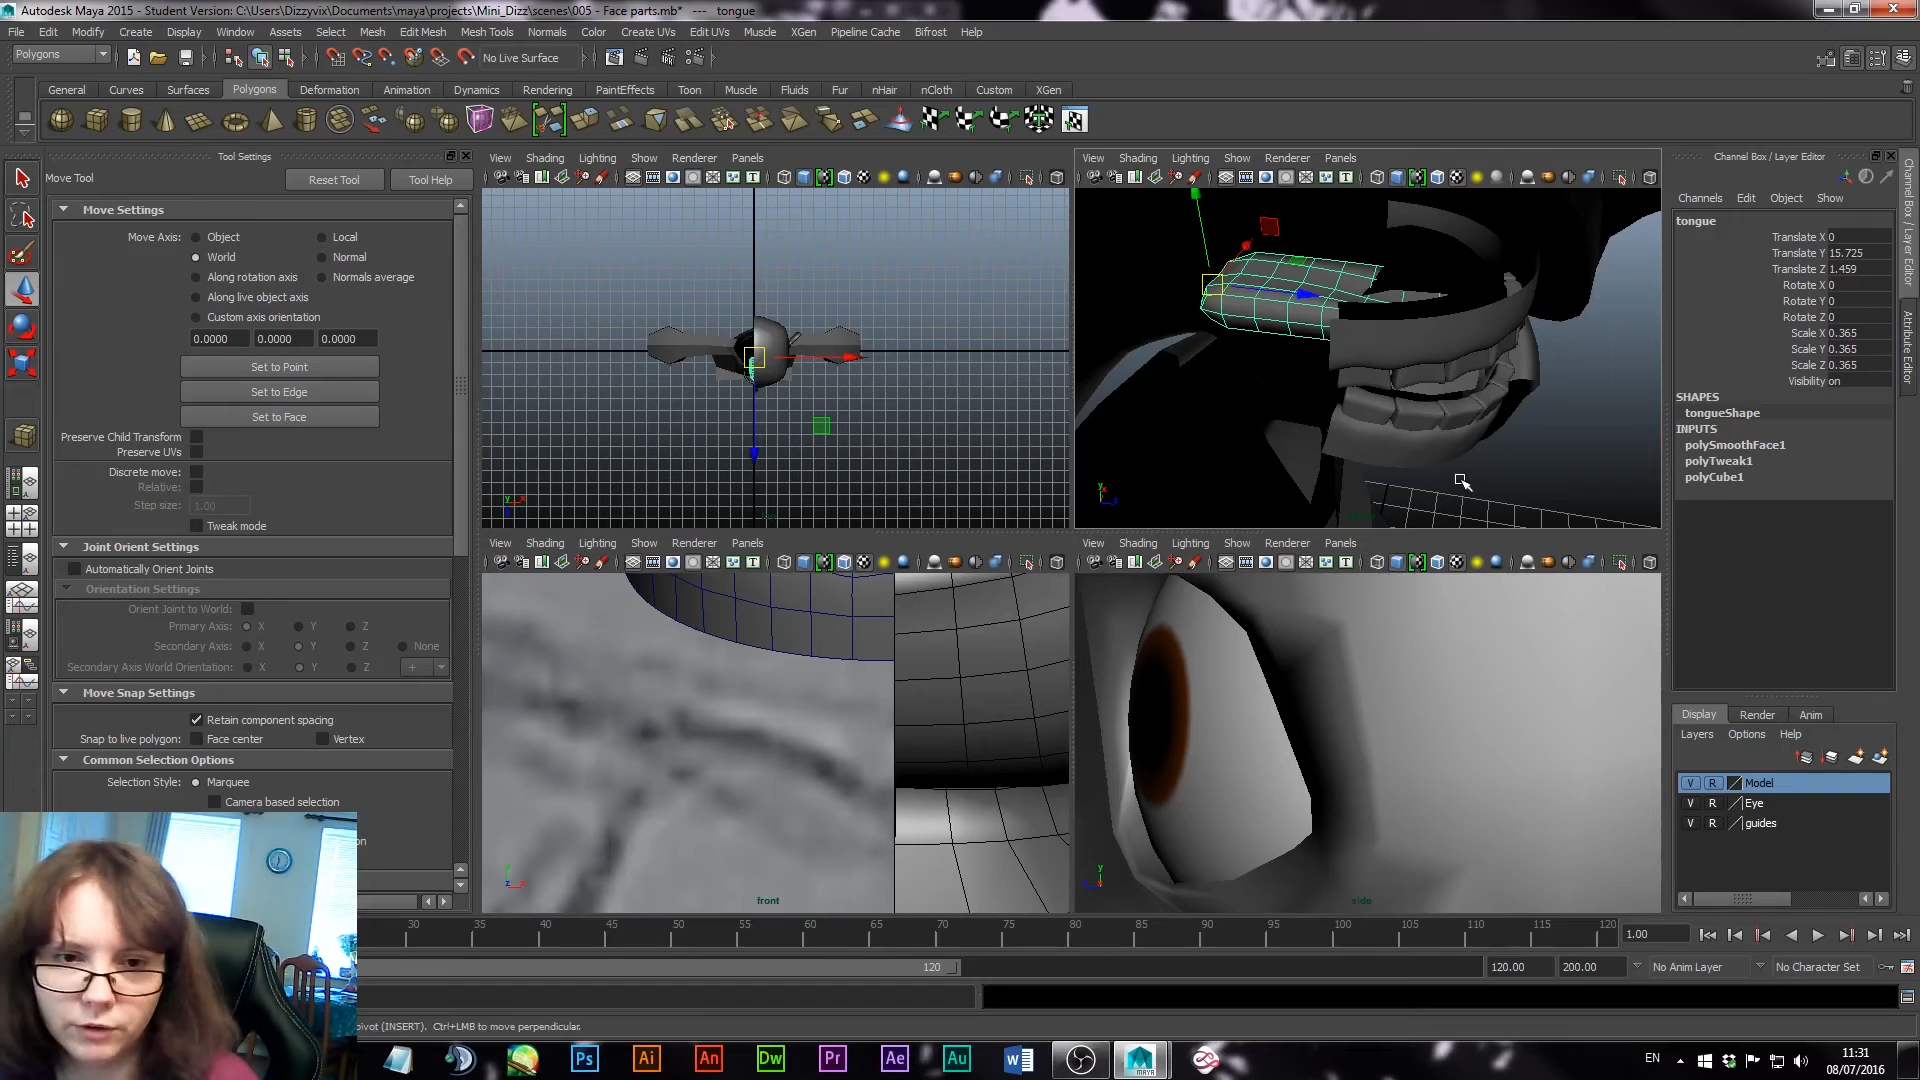 Autodesk Maya 2015 - Student Version: C:\Users\Dizzyvix\Documents\maya\projects\Mini_Dizz\scenes\005 - Face parts.mb*   ---   tongue
File Edit Modify Create Display Window Assets Select Mesh Edit Mesh Mesh Tools Normals Color Create UVs Edit UVs Muscle XGen Pipeline Cache Bifrost Help
Polygons No Live Surface
General Curves Surfaces Polygons Deformation Animation Dynamics Rendering PaintEffects Toon Muscle Fluids Fur nHair nCloth Custom XGen
Tool Settings
Move Tool Reset Tool Tool Help
Move Settings
Move Axis: Object Local
World Normal
Along rotation axis Normals average
Along live object axis
Custom axis orientation
0.0000 0.0000 0.0000
Set to Point
Set to Edge
Set to Face
Preserve Child Transform
Preserve UVs
Discrete move:
Relative:
Step size: 1.00
Tweak mode
Joint Orient Settings
Automatically Orient Joints
Orientation Settings
Orient Joint to World:
Primary Axis: X Y Z
Secondary Axis: X Y Z None
Secondary Axis World Orientation: X Y Z +
Move Snap Settings
Retain component spacing
Snap to live polygon: Face center Vertex
Common Selection Options
Selection Style: Marquee
Camera based selection
View Shading Lighting Show Renderer Panels
View Shading Lighting Show Renderer Panels
View Shading Lighting Show Renderer Panels
front
View Shading Lighting Show Renderer Panels
side
Channel Box / Layer Editor
Channels Edit Object Show
tongue
Translate X 0
Translate Y 15.725
Translate Z 1.459
Rotate X 0
Rotate Y 0
Rotate Z 0
Scale X 0.365
Scale Y 0.365
Scale Z 0.365
Visibility on
SHAPES
tongueShape
INPUTS
polySmoothFace1
polyTweak1
polyCube1
Channel Box / Layer Editor
Attribute Editor
Display Render Anim
Layers Options Help
V R Model
V R Eye
V R guides
30 35 40 45 50 55 60 65 70 75 80 85 90 95 100 105 110 115 120
1.00
120 120.00 200.00 No Anim Layer No Character Set
pivot (INSERT).  Ctrl+LMB to move perpendicular.
Ps Ai An Dw Pr Ae Au W MAYA
EN
11:31
08/07/2016